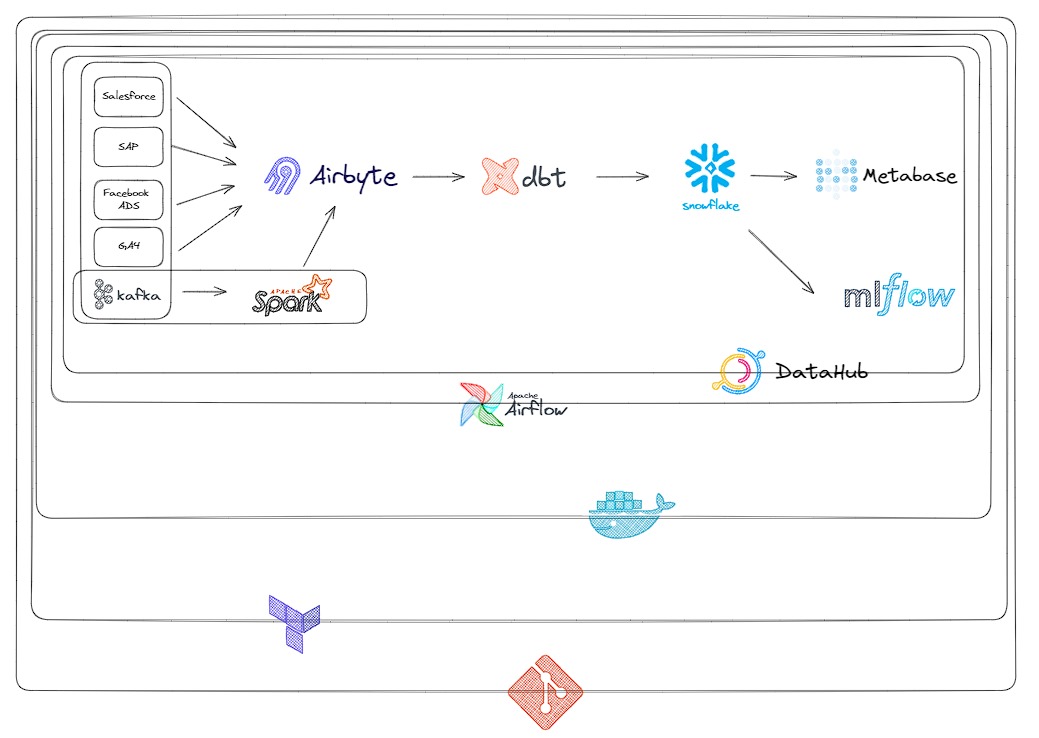 Salesforce
SAP
Facebook
ADS
GA4
kafka
APACHE
Spark
Airbyte
dbt
snowflake
Metabase
mlflow
DataHub
Apache
Airflow